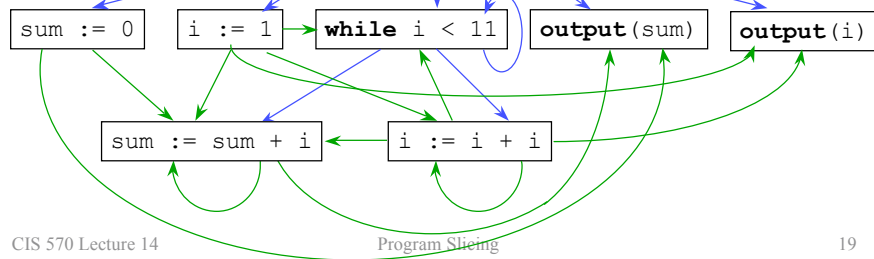 sum := 0 i := 1 while i < 11 output(sum) output(i)
sum := sum + i i := i + i
CIS 570 Lecture 14 Program Slicing 19